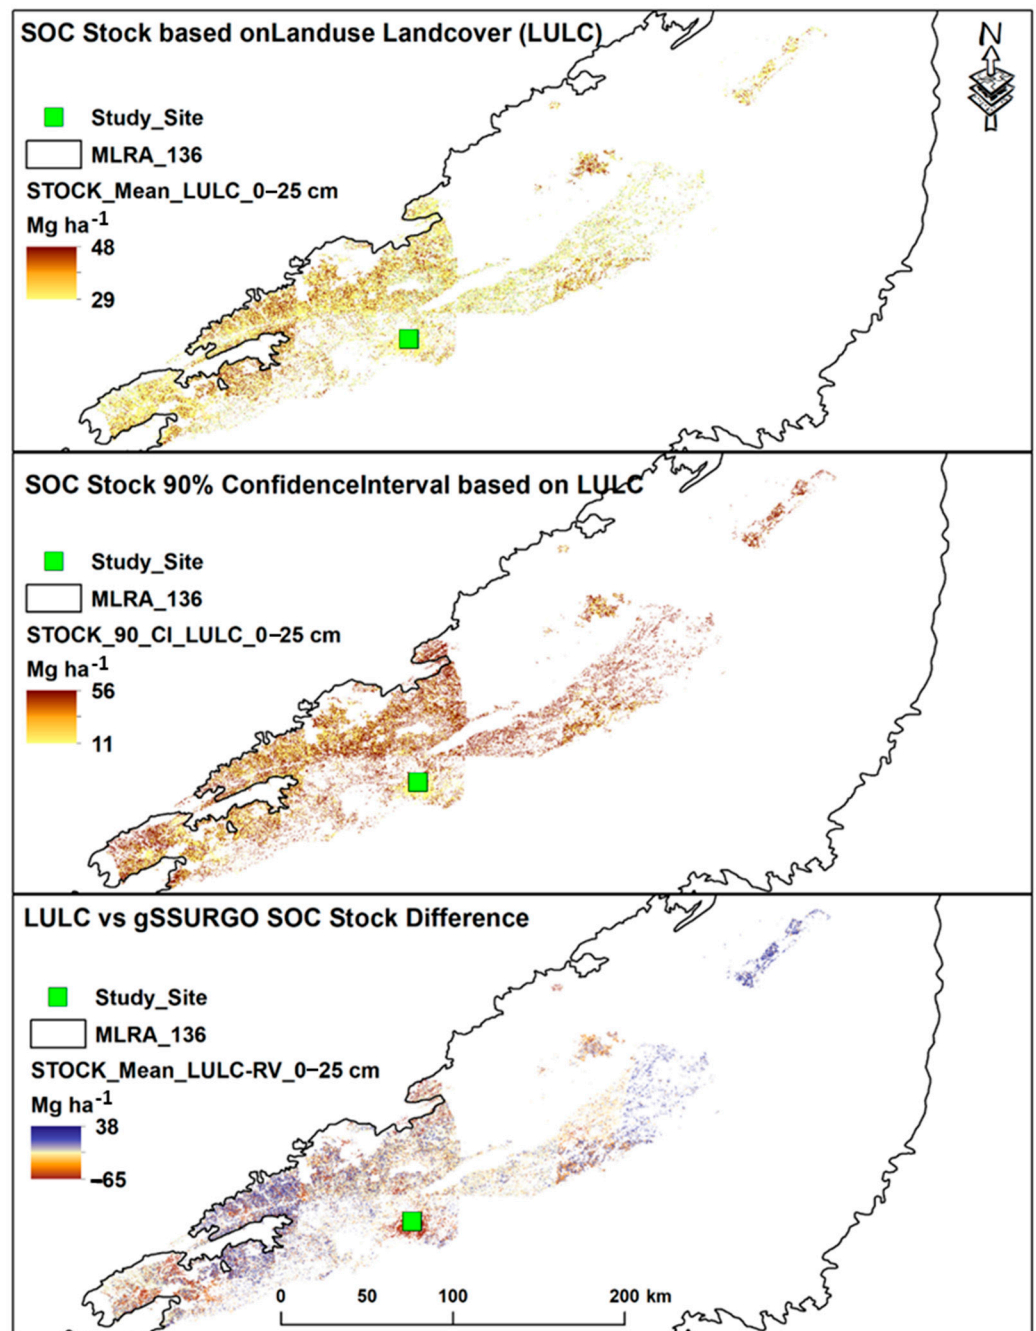 SOC Stock based onLanduse Landcover (LULC)
N
Study_Site
MLRA_136
STOCK_Mean_LULC_0–25 cm
Mg ha-1
48
29
SOC Stock 90% ConfidenceInterval based on LULC
Study_Site
MLRA_136
STOCK_90_CI_LULC_0–25 cm
Mg ha-1
56
11
LULC vs gSSURGO SOC Stock Difference
Study_Site
MLRA_136
STOCK_Mean_LULC-RV_0–25 cm
Mg ha-1
38
–65
0 50 100 200 km